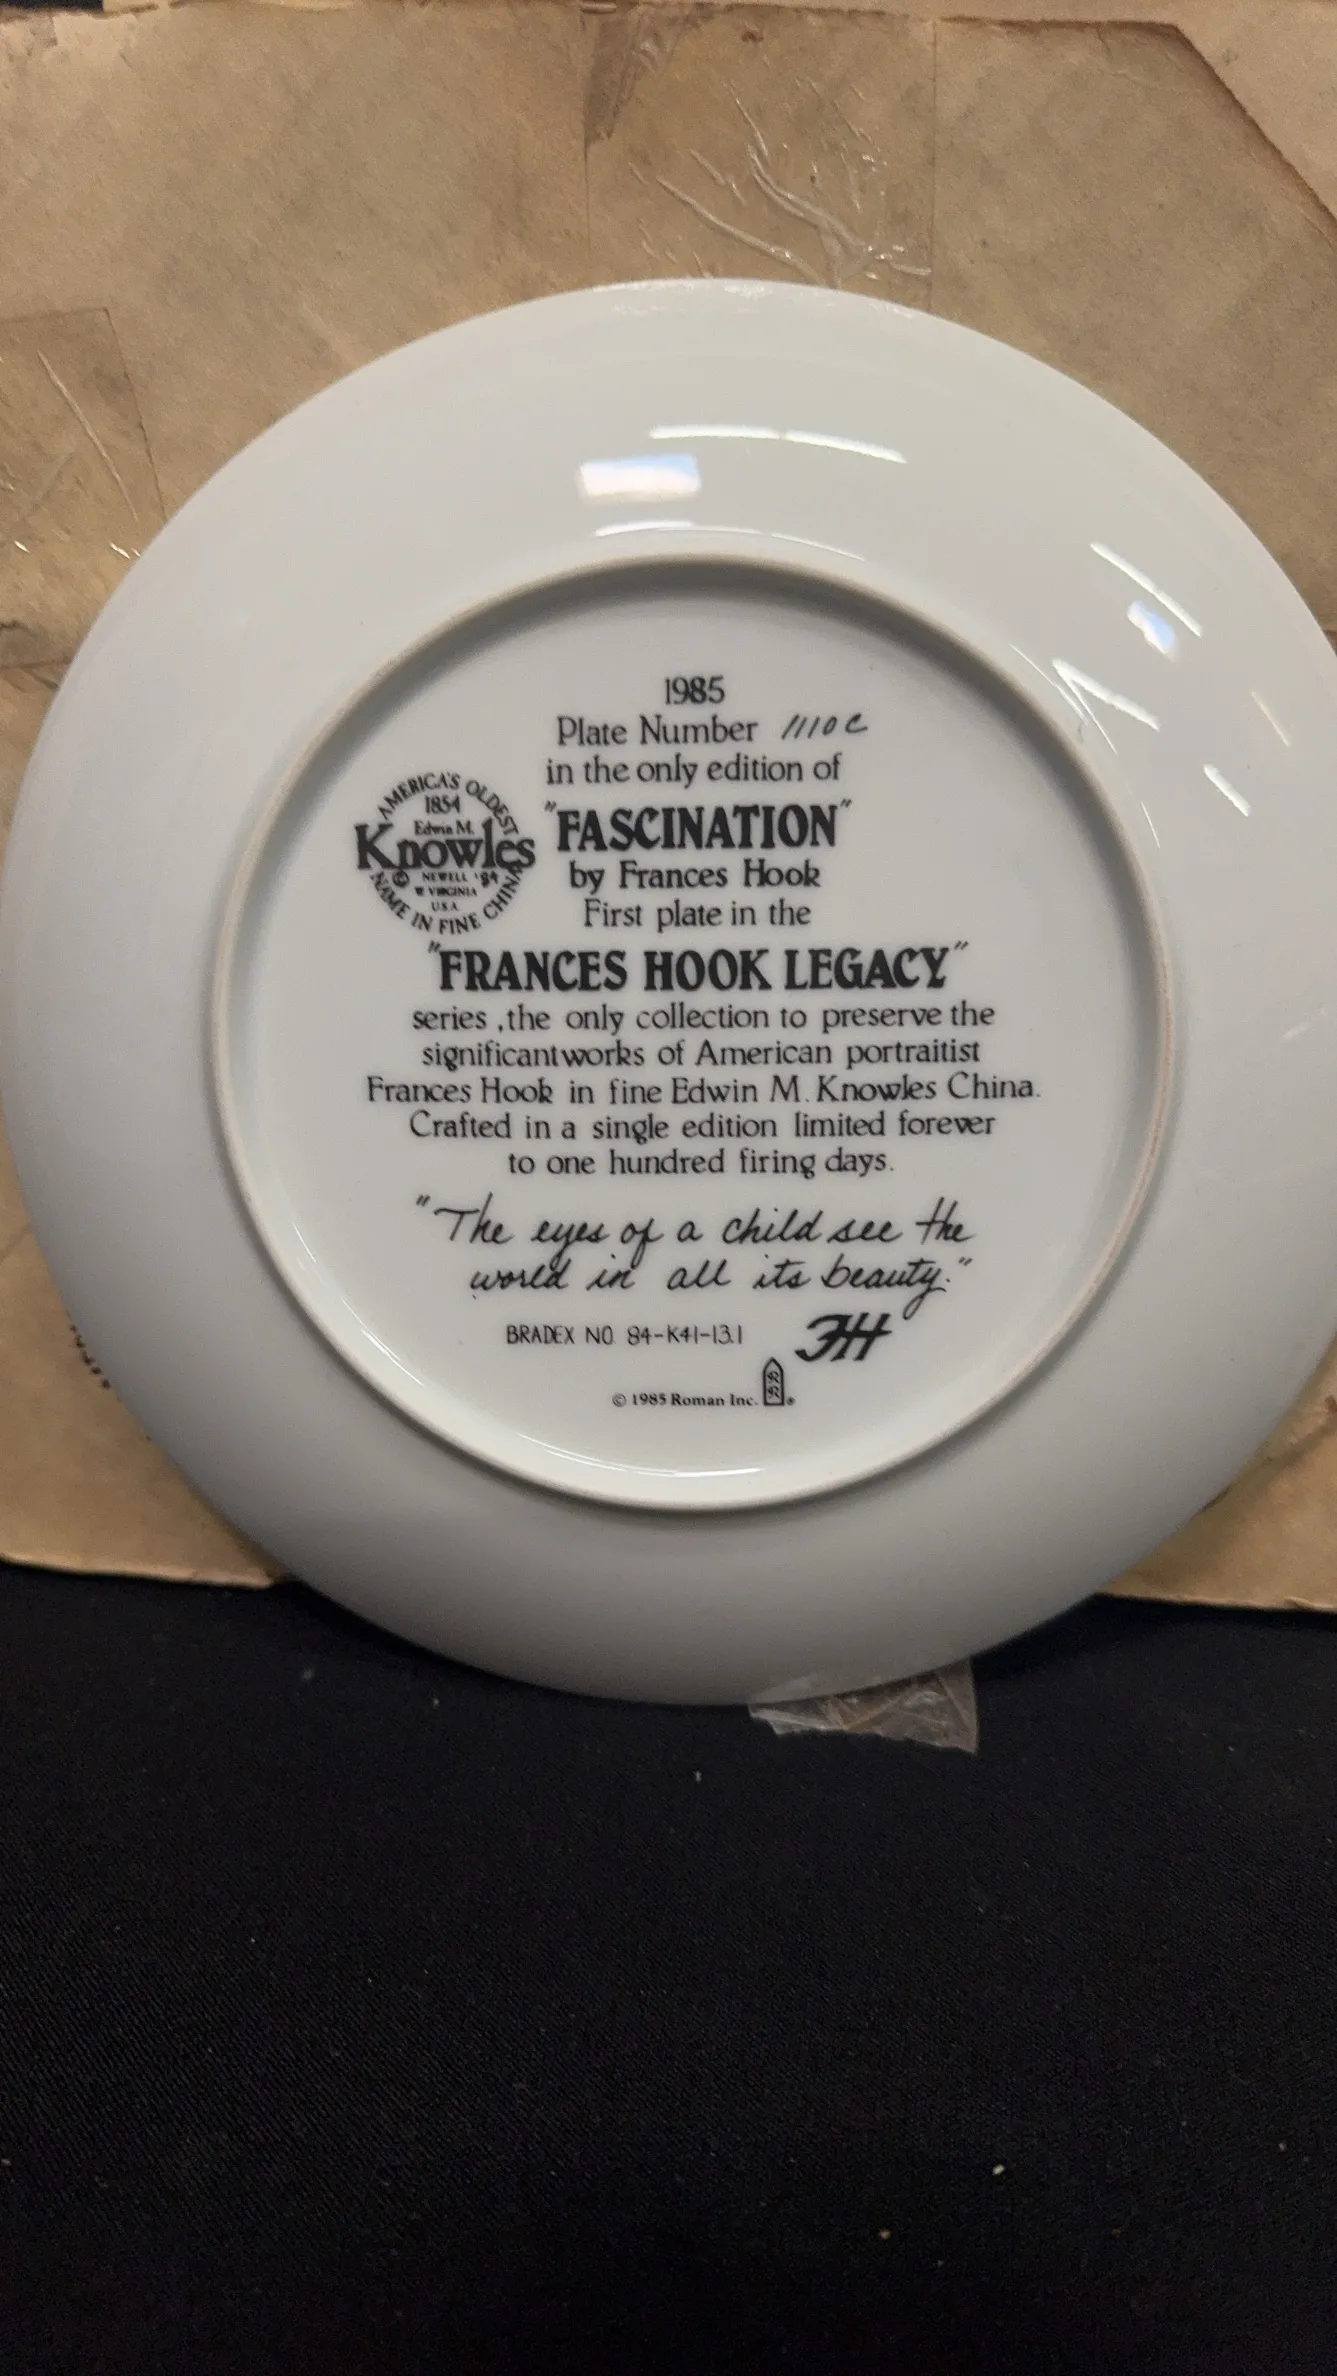 1985
Plate Number 1110C
in the only edition of
"FASCINATION"
by Frances Hook
First plate in the
"FRANCES HOOK LEGACY"
series ,the only collection to preserve the
significant works of American portraitist
Frances Hook in fine Edwin M. Knowles China.
Crafted in a single edition limited forever
to one hundred firing days.
"The eyes of a child see the
world in all its beauty."
BRADEX NO 84-K41-13.1
FH
© 1985 Roman Inc. ®
AMERICA'S OLDEST
1854
Edwin M.
Knowles
© NEWELL '84
W VIRGINIA
U.S.A.
NAME IN FINE CHINA